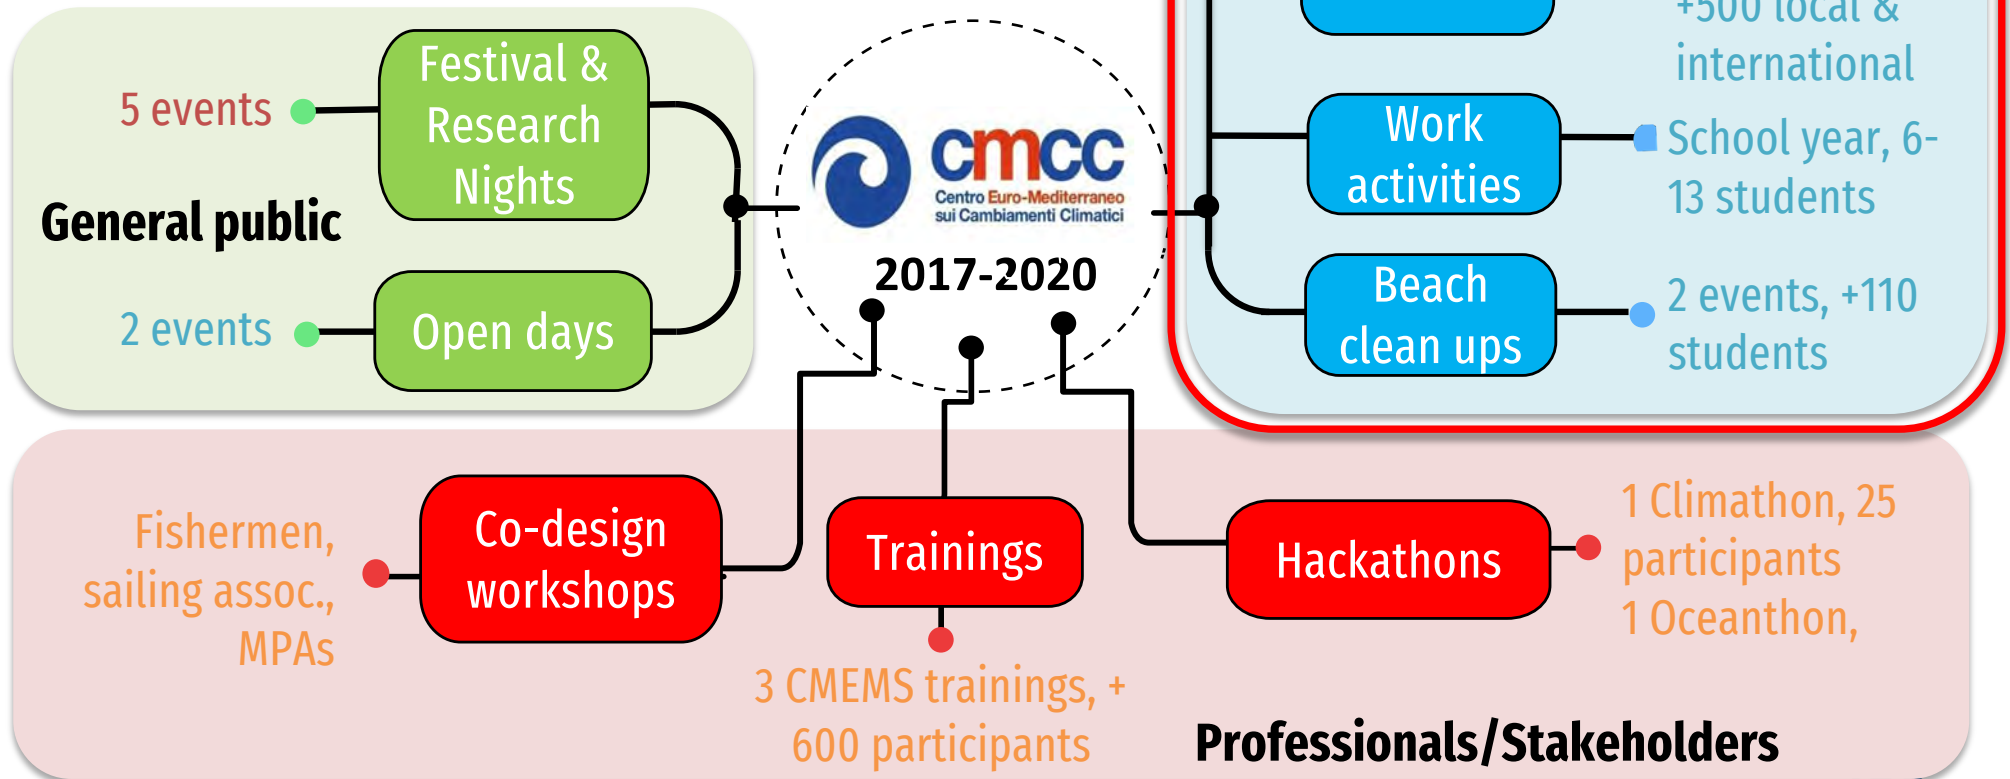 Festival &
Research
Nights
5 events
General public
Open days
2 events
cmcc
Centro Euro-Mediterraneo
sui Cambiamenti Climatici
2017-2020
+500 local &
international
Work
activities
School year, 6-
13 students
Beach
clean ups
2 events, +110
students
Co-design
workshops
Fishermen,
sailing assoc.,
MPAs
Trainings
3 CMEMS trainings, +
600 participants
Hackathons
1 Climathon, 25
participants
1 Oceanthon,
Professionals/Stakeholders